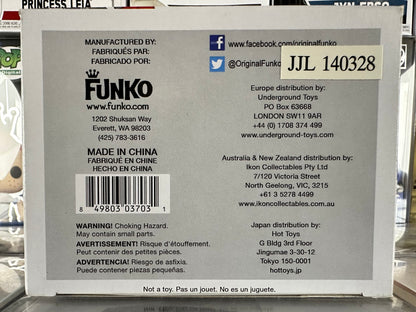 PRINCESS LEIA
AYN FERGO
MANUFACTURED BY:
FABRIQUÉS PAR:
FABRICADO POR:
FUNKO
www.funko.com
1202 Shuksan Way
Everett, WA 98203
(425) 783-3616
MADE IN CHINA
FABRIQUÉ EN CHINE
HECHO EN CHINA
8 49803 03703 1
WARNING! Choking Hazard.
May contain small parts.
AVERTISSEMENT! Risque d'étouffement.
Peut contenir des petites pièces.
ADVERTENCIA! Riesgo de asfixia.
Puede contener piezas pequeñas.
www.facebook.com/originalfunko
@OriginalFunko
JJL 140328
Europe distribution by:
Underground Toys
PO Box 63668
LONDON SW11 9AR
+44 (0) 1708 374 499
www.underground-toys.com
Australia & New Zealand distribution by:
Ikon Collectables Pty Ltd
7/120 Victoria Street
North Geelong, VIC, 3215
+61 3 5278 4499
www.ikoncollectables.com.au
Japan distribution by:
Hot Toys
G Bldg 3rd Floor
Jingumae 3-30-12
Tokyo 150-0001
hottoys.jp
Not a toy. Pas un jouet. No es un juguete.